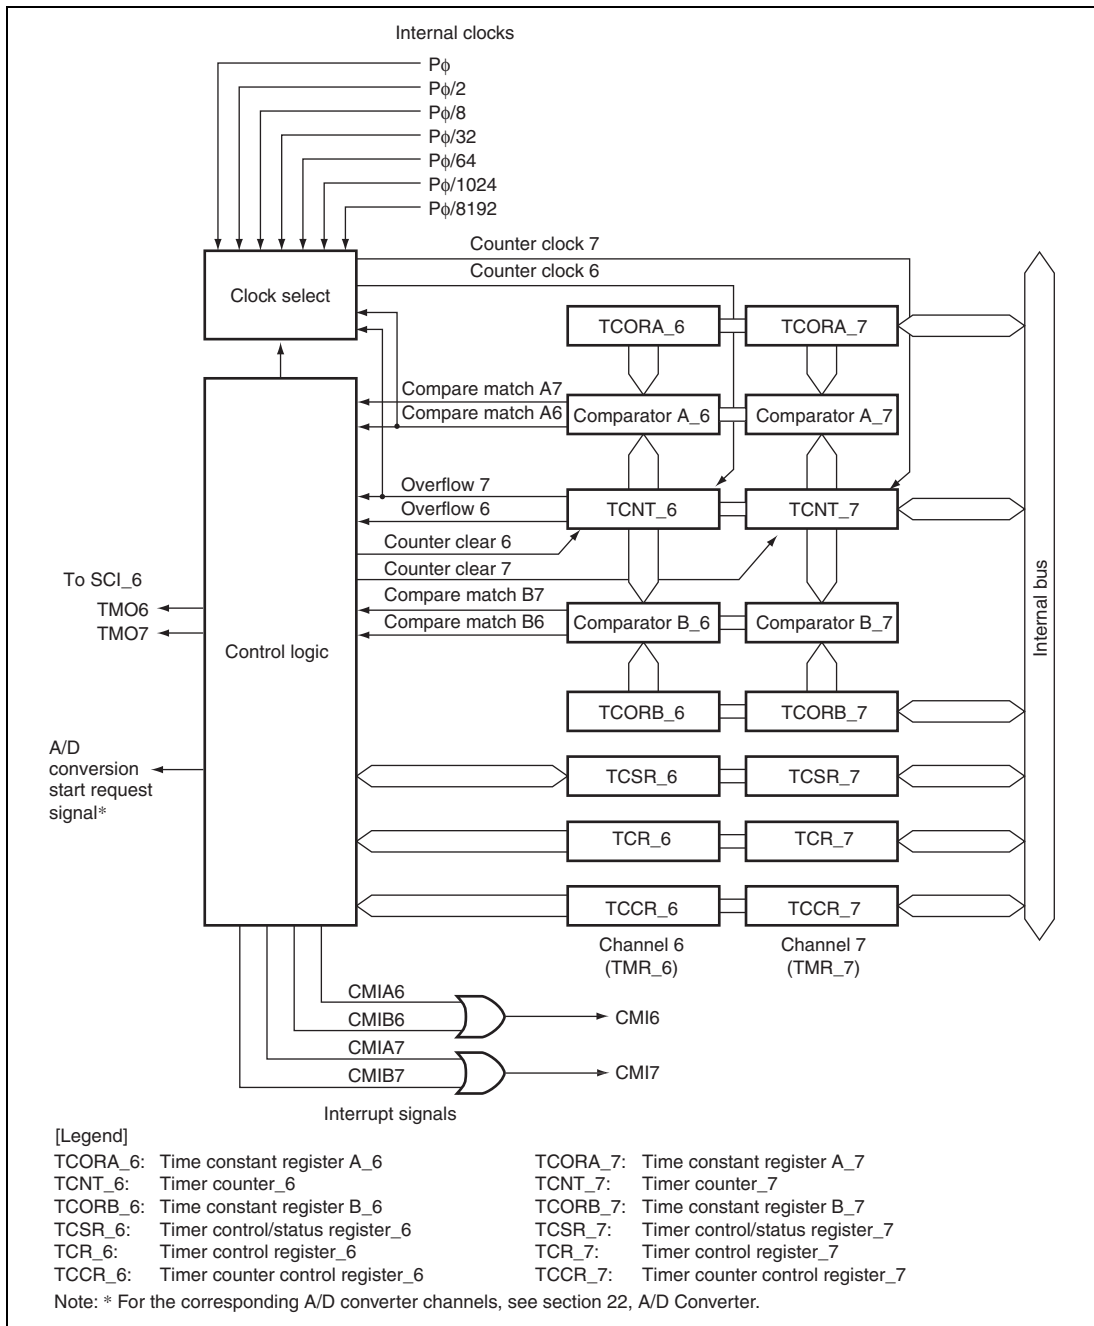 Internal clocks
Pϕ
Pϕ/2
Pϕ/8
Pϕ/32
Pϕ/64
Pϕ/1024
Pϕ/8192
Counter clock 7
Counter clock 6
Clock select
TCORA_6
TCORA_7
Compare match A7
Compare match A6
Comparator A_6
Comparator A_7
Overflow 7
Overflow 6
TCNT_6
TCNT_7
Counter clear 6
Counter clear 7
To SCI_6
TMO6
TMO7
Compare match B7
Compare match B6
Comparator B_6
Comparator B_7
Control logic
Internal bus
TCORB_6
TCORB_7
A/D
conversion
start request
signal*
TCSR_6
TCSR_7
TCR_6
TCR_7
TCCR_6
TCCR_7
Channel 6
(TMR_6)
Channel 7
(TMR_7)
CMIA6
CMIB6
CMI6
CMIA7
CMIB7
CMI7
Interrupt signals
[Legend]
TCORA_6: Time constant register A_6
TCORA_7: Time constant register A_7
TCNT_6: Timer counter_6
TCNT_7: Timer counter_7
TCORB_6: Time constant register B_6
TCORB_7: Time constant register B_7
TCSR_6: Timer control/status register_6
TCSR_7: Timer control/status register_7
TCR_6: Timer control register_6
TCR_7: Timer control register_7
TCCR_6: Timer counter control register_6
TCCR_7: Timer counter control register_7
Note: * For the corresponding A/D converter channels, see section 22, A/D Converter.